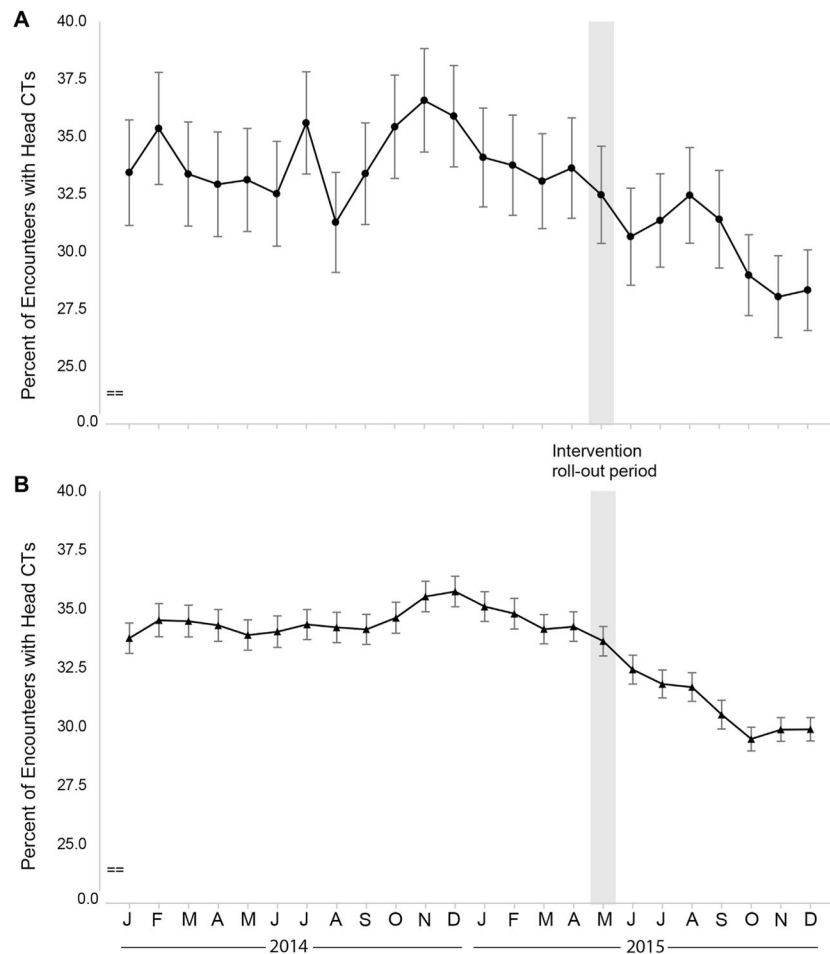 A
Percent of Encounteers with Head CTs
40.0
37.5
35.0
32.5
30.0
27.5
25.0
==
0.0
Intervention
roll-out period
B
Percent of Encounteers with Head CTs
40.0
37.5
35.0
32.5
30.0
27.5
25.0
==
0.0
J F M A M J J A S O N D J F M A M J J A S O N D
2014 2015